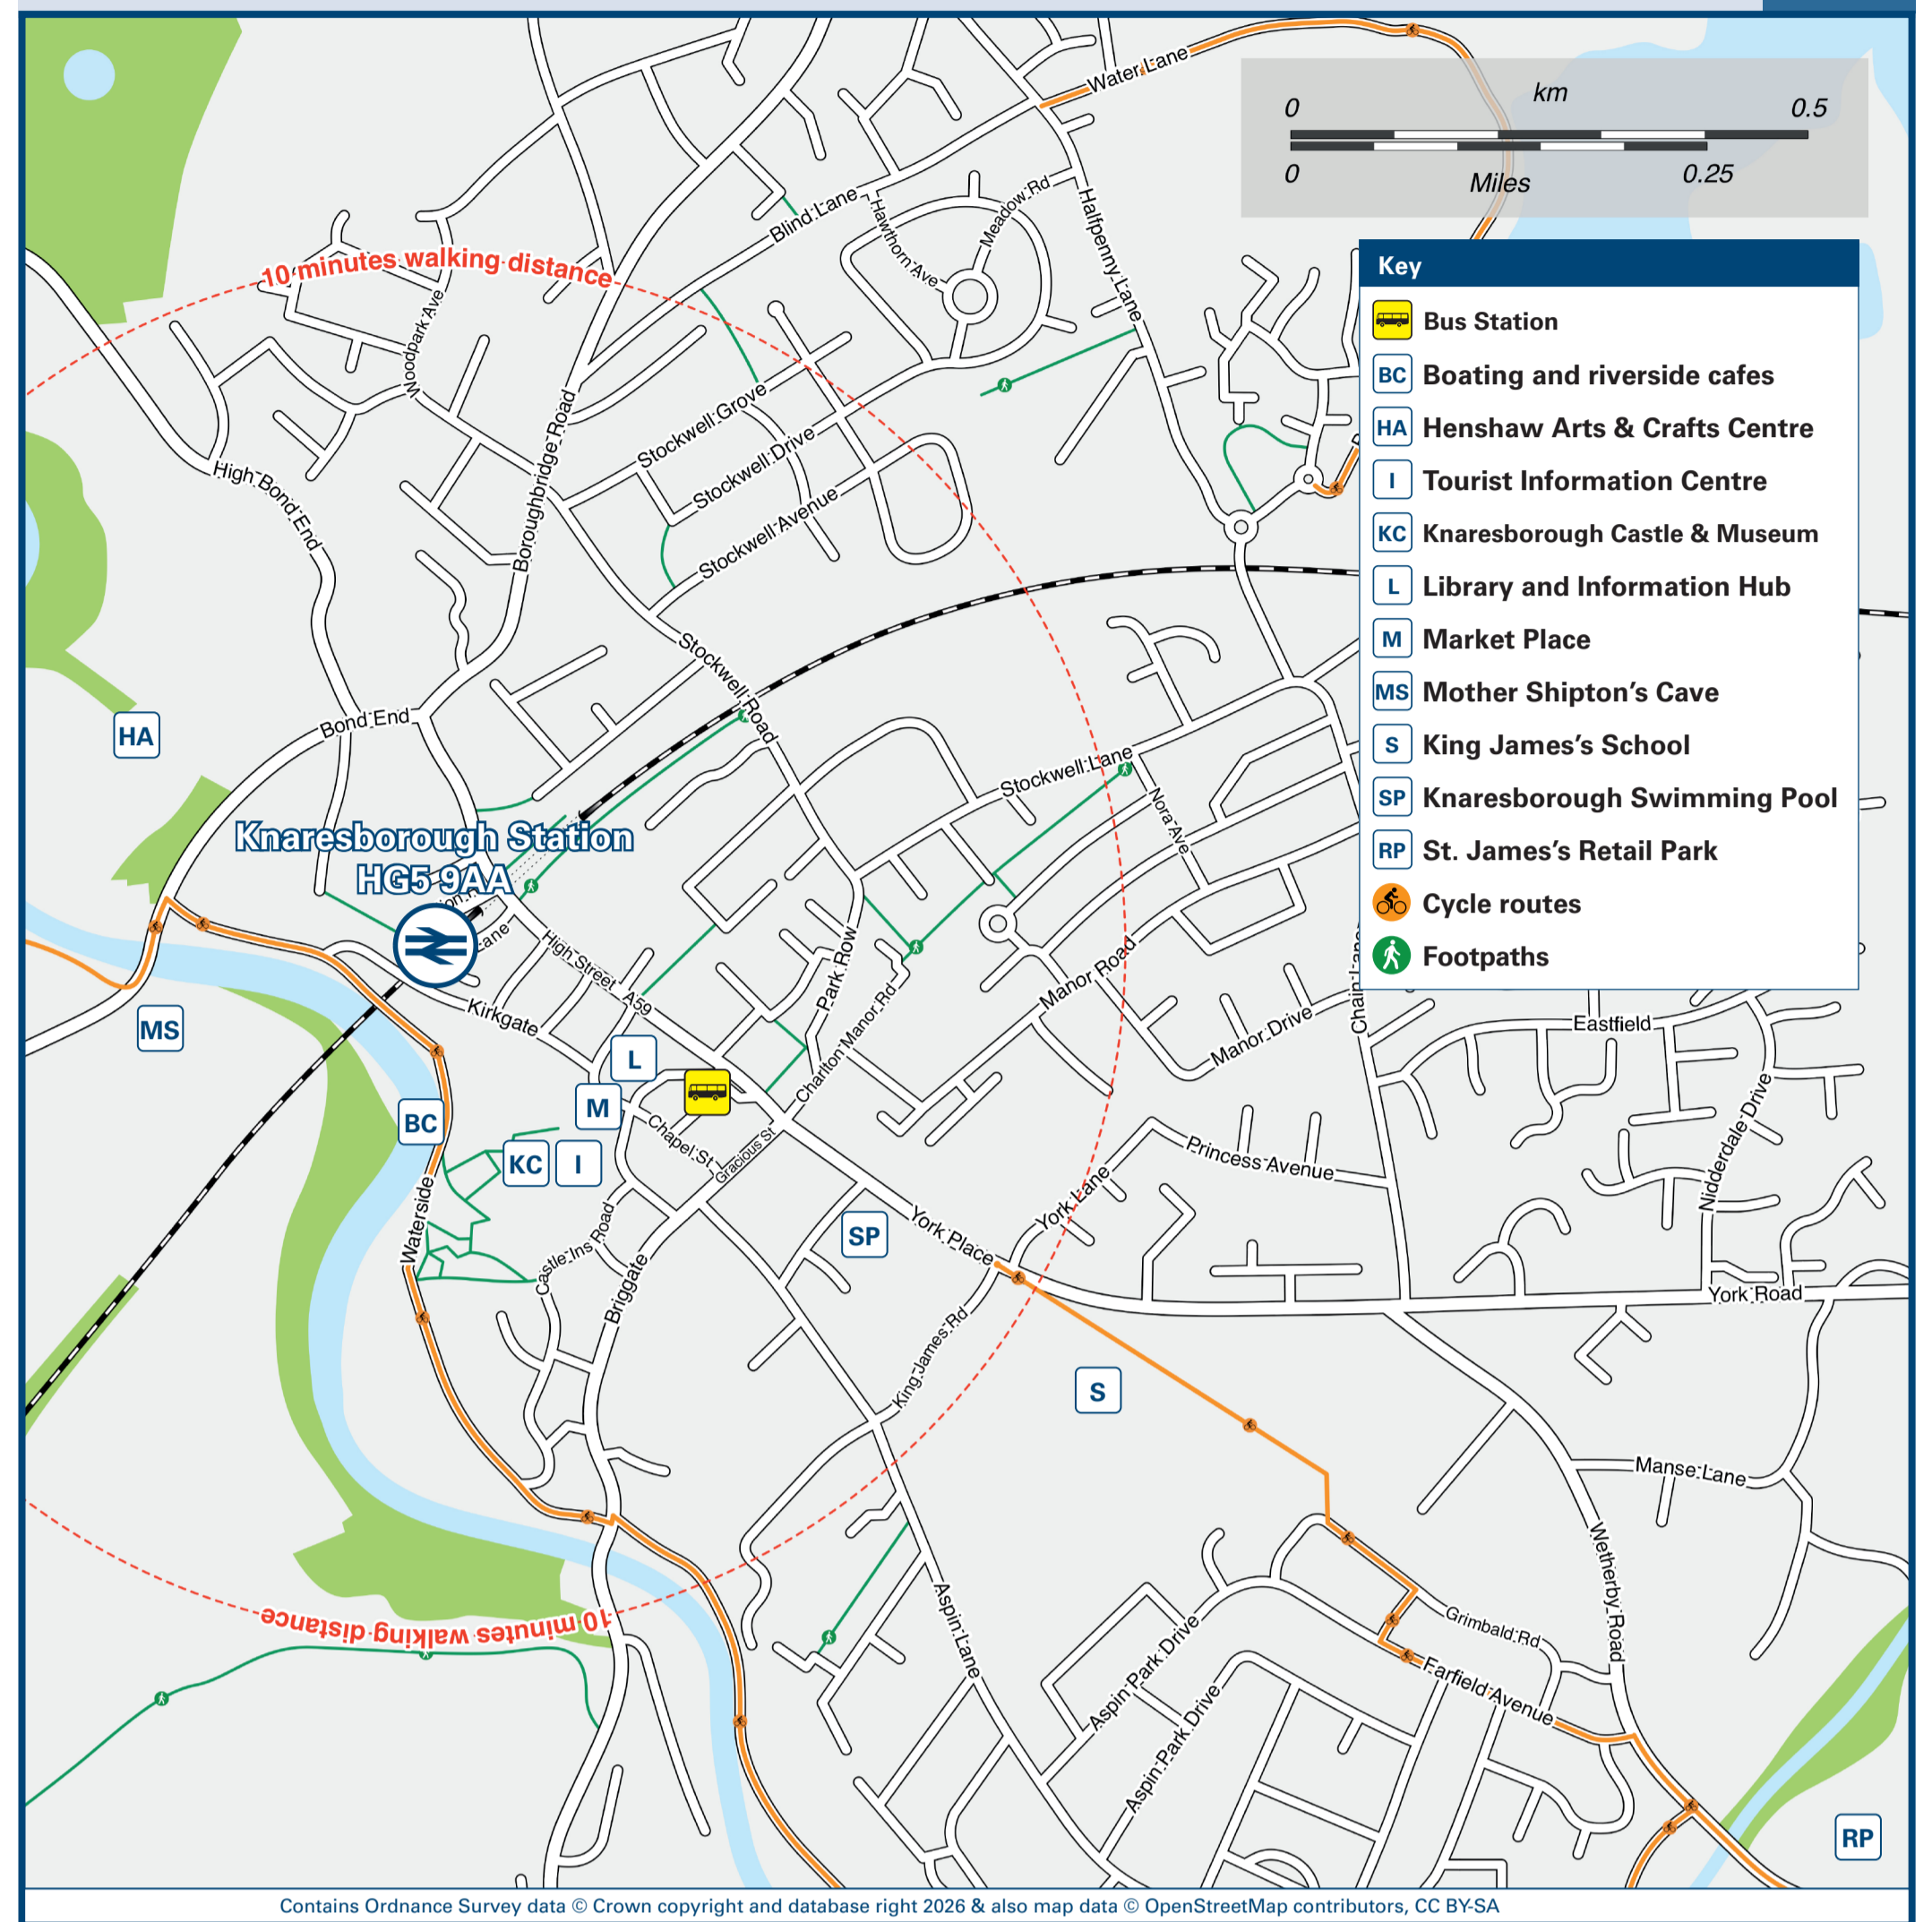 Water Lane
km
0
0.5
0
Miles
0.25
Blind Lane
Hawthorn Ave
Meadow Rd
Halfpenny Lane
10 minutes walking distance
Woodpark Ave
Key
Bus Station
BC
Boating and riverside cafes
HA
Henshaw Arts & Crafts Centre
I
Tourist Information Centre
KC
Knaresborough Castle & Museum
L
Library and Information Hub
M
Market Place
MS
Mother Shipton's Cave
S
King James's School
SP
Knaresborough Swimming Pool
RP
St. James's Retail Park
Cycle routes
Footpaths
High Bond End
Boroughbridge Road
Stockwell Grove
Stockwell Drive
Stockwell Avenue
Stockwell Road
Bond End
HA
Stockwell Lane
Nora Ave
Knaresborough Station
HG5 9AA
Lane
High Street
A59
Kirkgate
Park Row
Charlton Manor Rd
Manor Road
Manor Drive
Chain Lane
Eastfield
Nidderdale Drive
MS
L
M
BC
KC
I
Chapel St
Gracious St
Princess Avenue
York Lane
SP
York Place
Waterside
Castle Ings Road
Briggate
King James Rd
York Road
S
Manse Lane
Wetherby Road
Grimbald Rd
Farfield Avenue
Aspin Lane
Aspin Park Drive
Aspin Park Drive
10 minutes walking distance
RP
Contains Ordnance Survey data © Crown copyright and database right 2026 & also map data © OpenStreetMap contributors, CC BY-SA